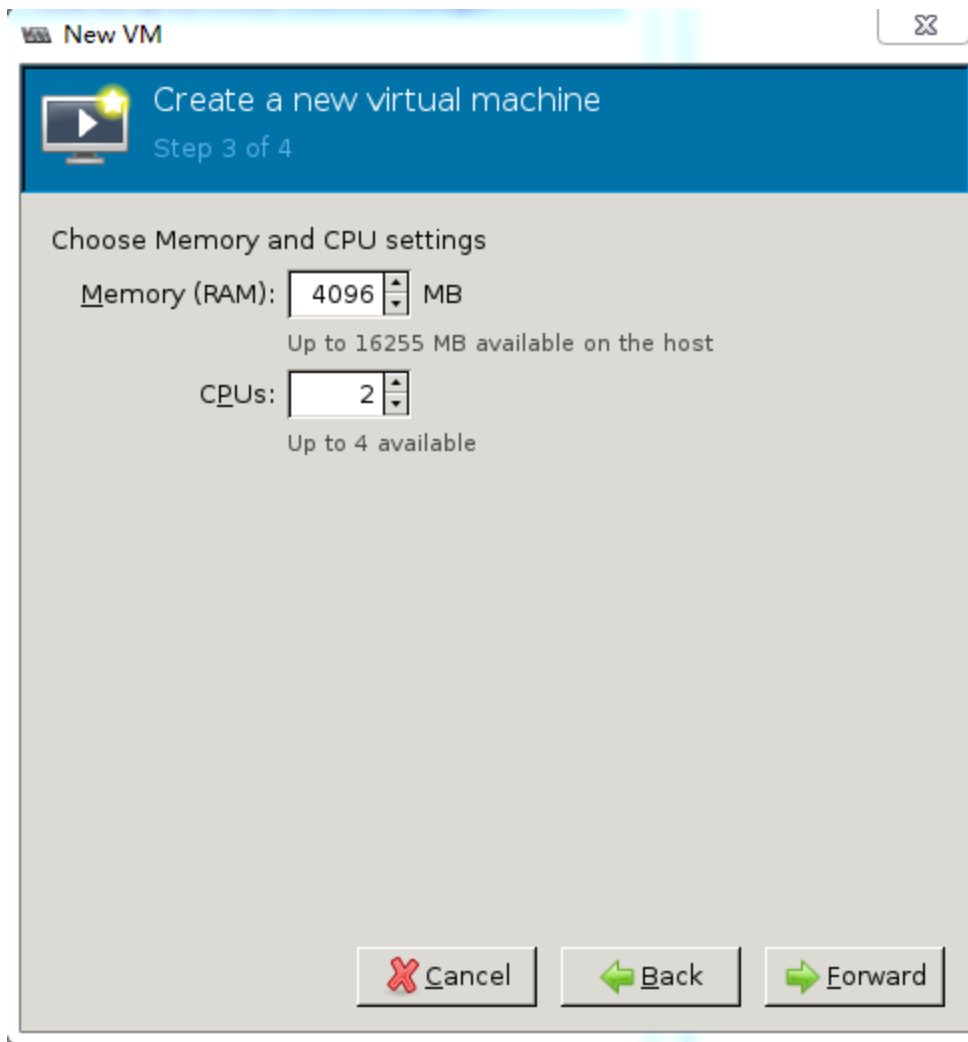 New VM
Create a new virtual machine
Step 3 of 4
Choose Memory and CPU settings
Memory (RAM): 4096 MB
Up to 16255 MB available on the host
CPUs: 2
Up to 4 available
Cancel Back Forward